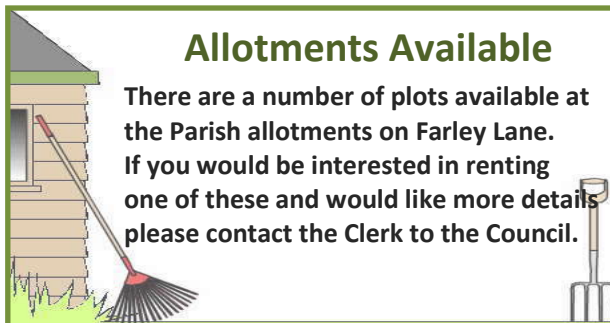 Allotments Available
There are a number of plots available at
the Parish allotments on Farley Lane.
If you would be interested in renting
one of these and would like more details
please contact the Clerk to the Council.